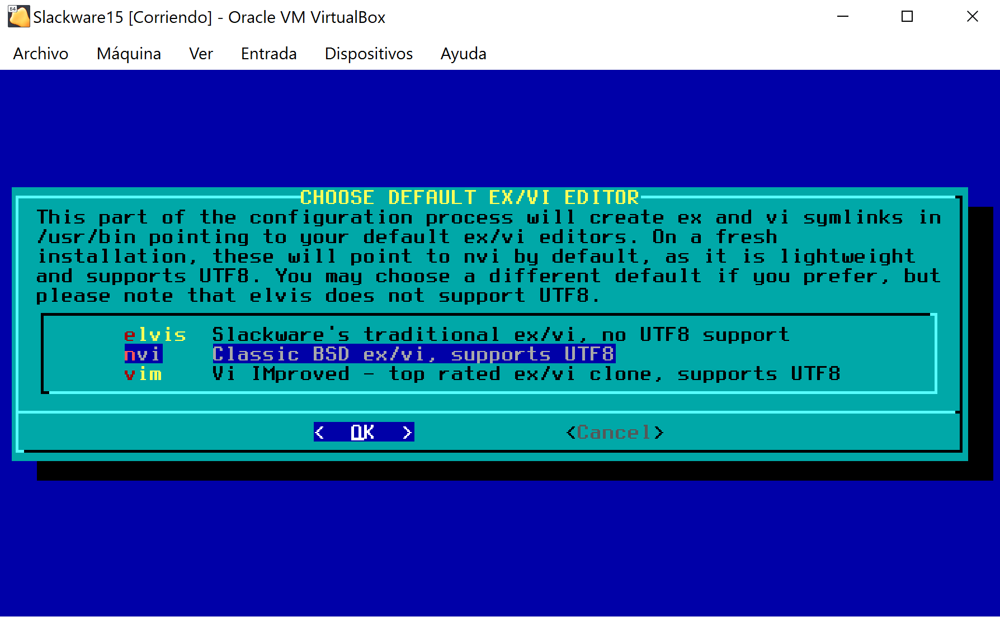 64
Slackware15 [Corriendo] - Oracle VM VirtualBox
Archivo Máquina Ver Entrada Dispositivos Ayuda
CHOOSE DEFAULT EX/VI EDITOR
This part of the configuration process will create ex and vi symlinks in
/usr/bin pointing to your default ex/vi editors. On a fresh
installation, these will point to nvi by default, as it is lightweight
and supports UTF8. You may choose a different default if you prefer, but
please note that elvis does not support UTF8.
elvis Slackware's traditional ex/vi, no UTF8 support
nvi Classic BSD ex/vi, supports UTF8
vim Vi IMproved - top rated ex/vi clone, supports UTF8
< OK > <Cancel>